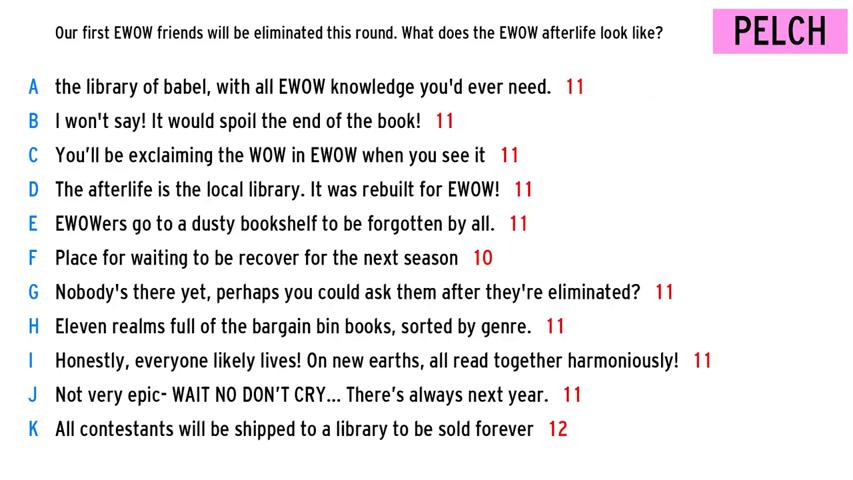 Our first EWOW friends will be eliminated this round. What does the EWOW afterlife look like?
PELCH
A the library of babel, with all EWOW knowledge you'd ever need. 11
B I won't say! It would spoil the end of the book! 11
C You’ll be exclaiming the WOW in EWOW when you see it 11
D The afterlife is the local library. It was rebuilt for EWOW! 11
E EWOWers go to a dusty bookshelf to be forgotten by all. 11
F Place for waiting to be recover for the next season 10
G Nobody's there yet, perhaps you could ask them after they're eliminated? 11
H Eleven realms full of the bargain bin books, sorted by genre. 11
I Honestly, everyone likely lives! On new earths, all read together harmoniously! 11
J Not very epic- WAIT NO DON’T CRY... There’s always next year. 11
K All contestants will be shipped to a library to be sold forever 12